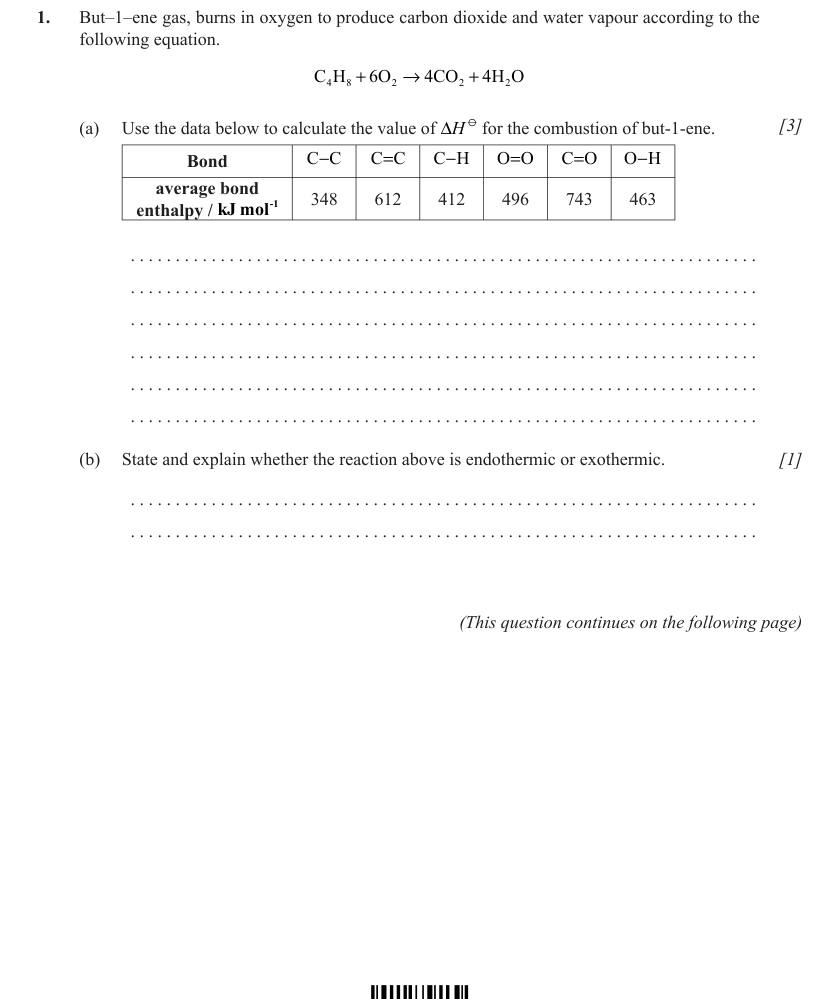 1. But–1–ene gas, burns in oxygen to produce carbon dioxide and water vapour according to the
following equation.
C₄H₈ + 6O₂ → 4CO₂ + 4H₂O
(a) Use the data below to calculate the value of ΔH⊖ for the combustion of but-1-ene. [3]
Bond C–C C=C C–H O=O C=O O–H
average bond
enthalpy / kJ mol⁻¹ 348 612 412 496 743 463
(b) State and explain whether the reaction above is endothermic or exothermic. [1]
(This question continues on the following page)